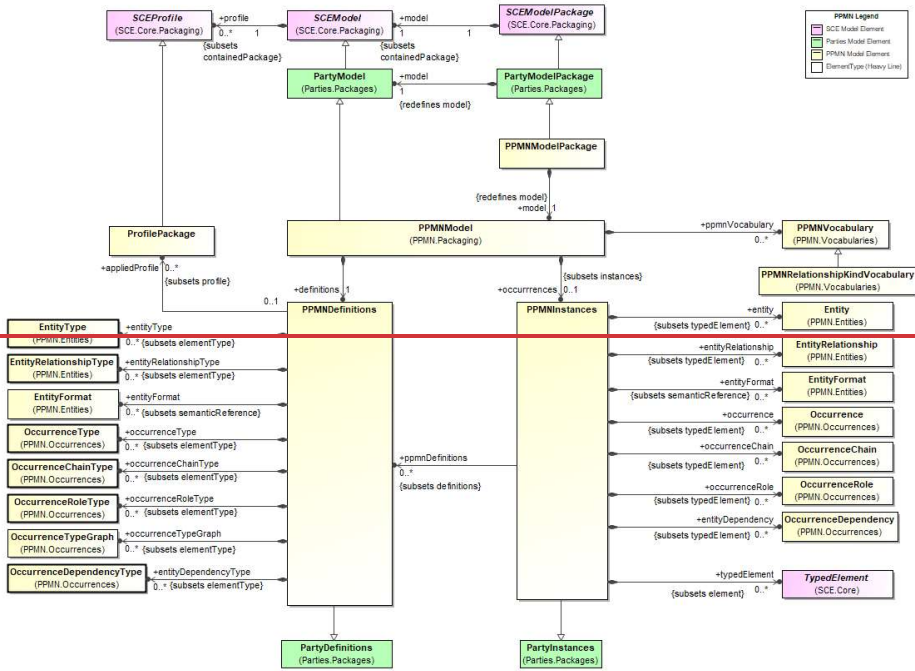 SCEProfile
(SCE.Core.Packaging)
+profile
0..*
1
{subsets
containedPackage}
SCEModel
(SCE.Core.Packaging)
+model
1
1
{subsets
containedPackage}
SCEModelPackage
(SCE.Core.Packaging)
PPMN Legend
SCE Model Element
Parties Model Element
PPMN Model Element
ElementType (Heavy Line)
PartyModel
(Parties.Packages)
+model
1
{redefines model}
PartyModelPackage
(Parties.Packages)
PPMNModelPackage
{redefines model}
+model
1
ProfilePackage
PPMNModel
(PPMN.Packaging)
+ppmnVocabulary
0..*
PPMNVocabulary
(PPMN.Vocabularies)
PPMNRelationshipKindVocabulary
(PPMN.Vocabularies)
+appliedProfile
0..*
{subsets profile}
0..1
+definitions
1
{subsets instances}
+occurrrences
0..1
PPMNDefinitions
PPMNInstances
EntityType
(PPMN.Entities)
+entityType
0..*
{subsets elementType}
+entity
{subsets typedElement}
0..*
Entity
(PPMN.Entities)
EntityRelationshipType
(PPMN.Entities)
+entityRelationshipType
0..*
{subsets elementType}
+entityRelationship
{subsets typedElement}
0..*
EntityRelationship
(PPMN.Entities)
EntityFormat
(PPMN.Entities)
+entityFormat
0..*
{subsets semanticReference}
+entityFormat
{subsets semanticReference}
0..*
EntityFormat
(PPMN.Entities)
OccurrenceType
(PPMN.Occurrences)
+occurrenceType
0..*
{subsets elementType}
+occurrence
{subsets typedElement}
0..*
Occurrence
(PPMN.Occurrences)
OccurrenceChainType
(PPMN.Occurrences)
+occurrenceChainType
0..*
{subsets elementType}
+ppmnDefinitions
0..*
{subsets definitions}
+occurrenceChain
{subsets typedElement}
0..*
OccurrenceChain
(PPMN.Occurrences)
OccurrenceRoleType
(PPMN.Occurrences)
+occurrenceRoleType
0..*
{subsets elementType}
+occurrenceRole
{subsets typedElement}
0..*
OccurrenceRole
(PPMN.Occurrences)
OccurrenceTypeGraph
(PPMN.Occurrences)
+occurrenceTypeGraph
0..*
{subsets elementType}
+entityDependency
{subsets typedElement}
0..*
OccurrenceDependency
(PPMN.Occurrences)
OccurrenceDependencyType
(PPMN.Occurrences)
+entityDependencyType
0..*
{subsets elementType}
+typedElement
{subsets element}
0..*
TypedElement
(SCE.Core)
PartyDefinitions
(Parties.Packages)
PartyInstances
(Parties.Packages)